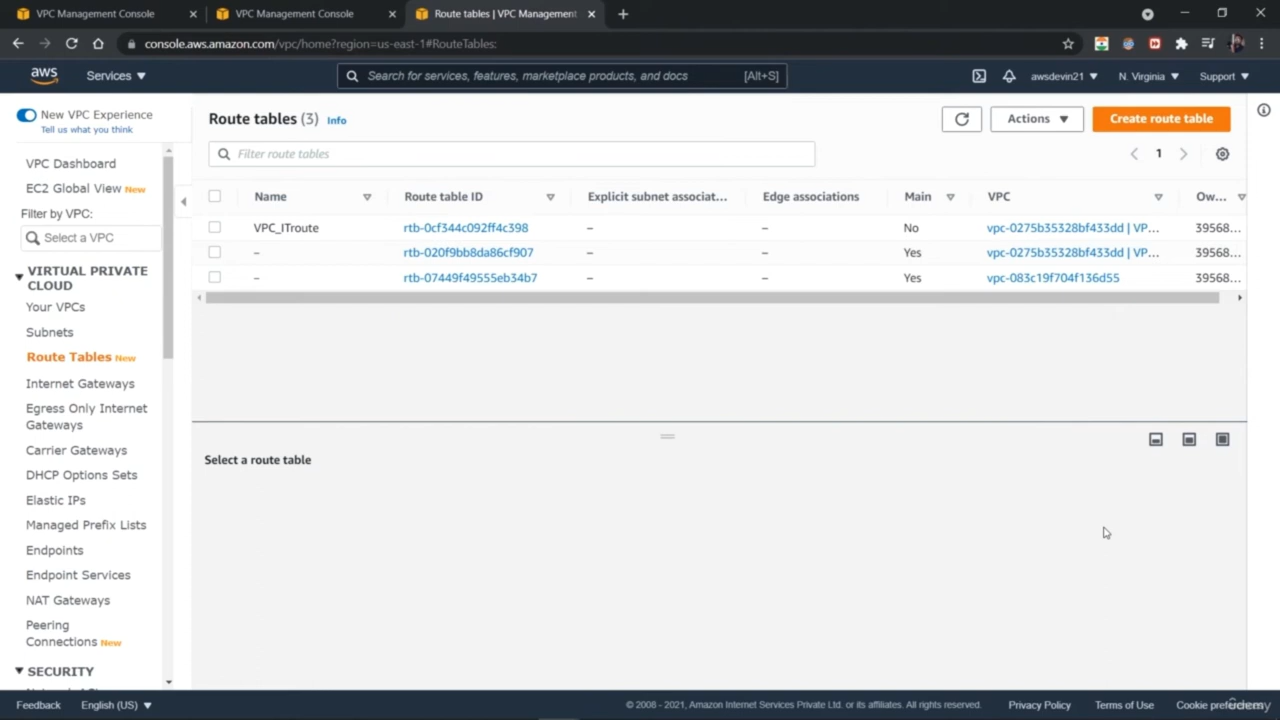 VPC Management Console
VPC Management Console
Route tables | VPC Management
console.aws.amazon.com/vpc/home?region=us-east-1#RouteTables:
aws
Services
Search for services, features, marketplace products, and docs
[Alt+S]
awsdevin21
N. Virginia
Support
New VPC Experience
Tell us what you think
VPC Dashboard
EC2 Global View New
Filter by VPC:
Select a VPC
VIRTUAL PRIVATE
CLOUD
Your VPCs
Subnets
Route Tables New
Internet Gateways
Egress Only Internet
Gateways
Carrier Gateways
DHCP Options Sets
Elastic IPs
Managed Prefix Lists
Endpoints
Endpoint Services
NAT Gateways
Peering
Connections New
SECURITY
Route tables (3) Info
Actions
Create route table
Filter route tables
1
Name Route table ID Explicit subnet associat... Edge associations Main VPC Ow...
VPC_ITroute rtb-0cf344c092ff4c398 – – No vpc-0275b35328bf433dd | VP... 39568...
– rtb-020f9bb8da86cf907 – – Yes vpc-0275b35328bf433dd | VP... 39568...
– rtb-07449f49555eb34b7 – – Yes vpc-083c19f704f136d55 39568...
Select a route table
Feedback
English (US)
© 2008 - 2021, Amazon Internet Services Private Ltd. or its affiliates. All rights reserved.
Privacy Policy
Terms of Use
Cookie preferences
Udemy